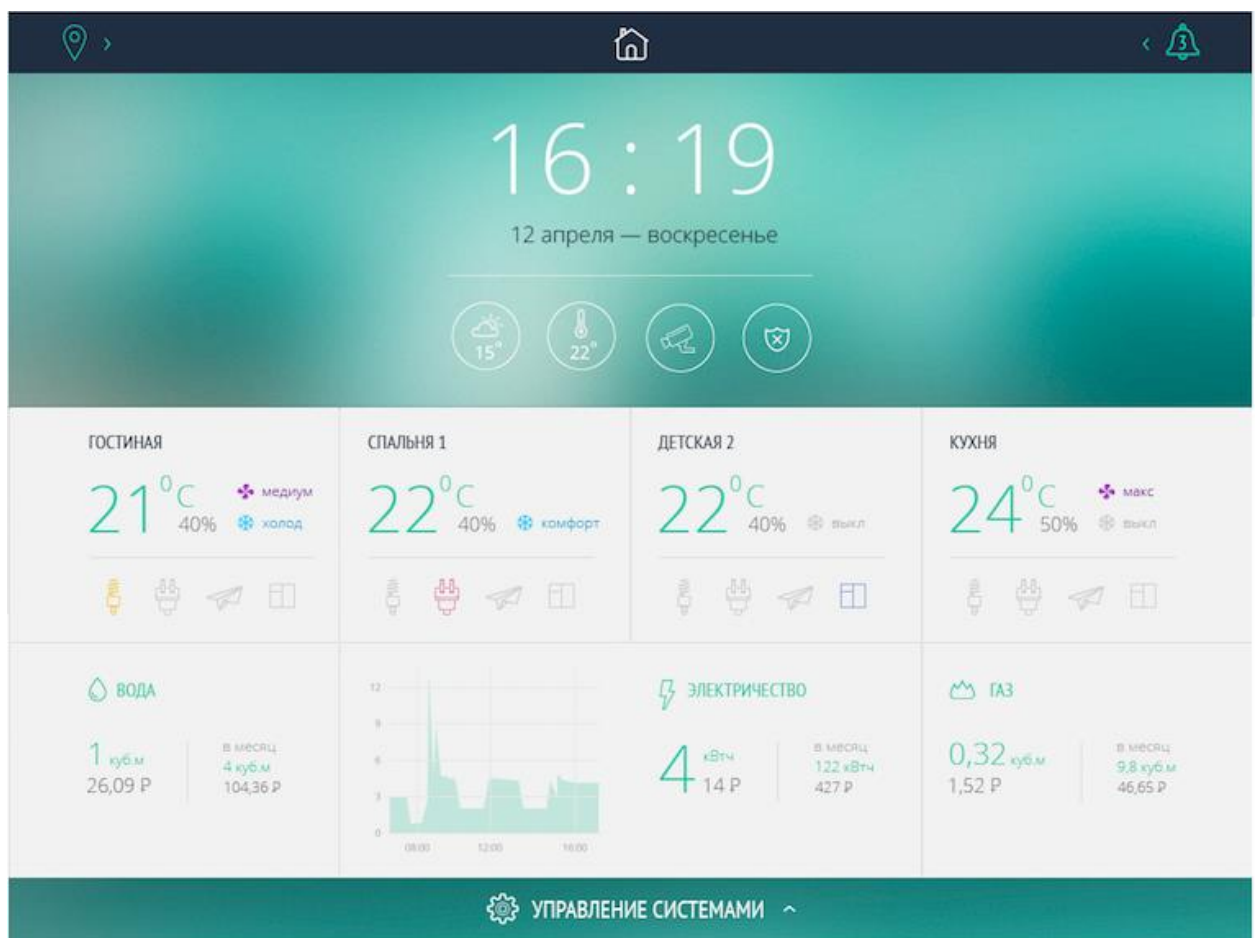 3
16 : 19
12 апреля — воскресенье
15°
22°
ГОСТИНАЯ
21°C
40%
медиум
холод
СПАЛЬНЯ 1
22°C
40%
комфорт
ДЕТСКАЯ 2
22°C
40%
выкл
КУХНЯ
24°C
50%
макс
выкл
ВОДА
1 куб.м
26,09 Р
в месяц
4 куб.м
104,36 Р
12
9
6
3
0
08:00 12:00 16:00
ЭЛЕКТРИЧЕСТВО
4 кВтч
14 Р
в месяц
122 кВтч
427 Р
ГАЗ
0,32 куб.м
1,52 Р
в месяц
9,8 куб.м
46,65 Р
УПРАВЛЕНИЕ СИСТЕМАМИ